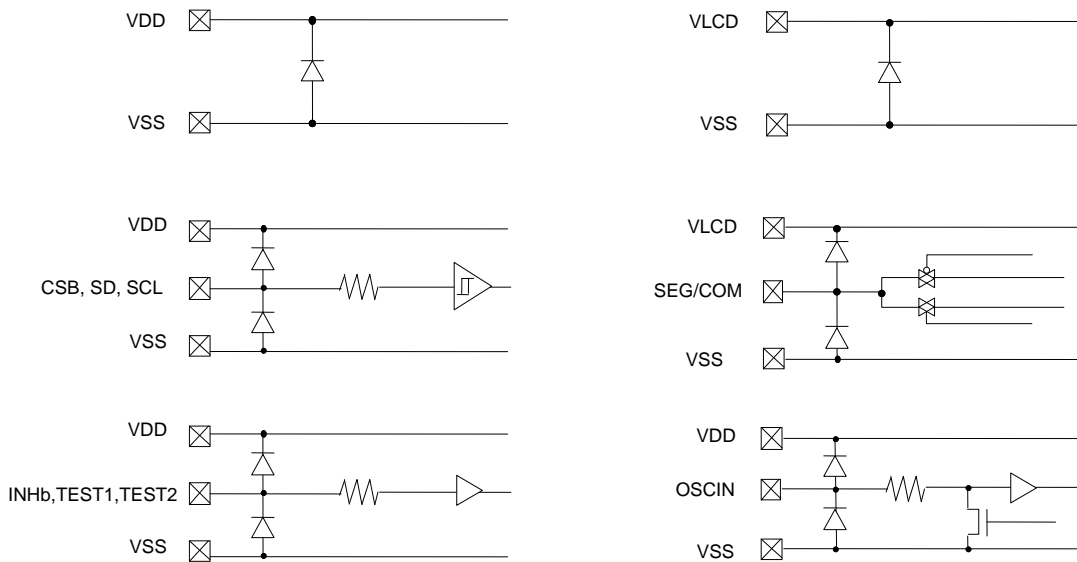 VDD
VSS
VLCD
VSS
VDD
CSB, SD, SCL
VSS
VLCD
SEG/COM
VSS
VDD
INHb,TEST1,TEST2
VSS
VDD
OSCIN
VSS